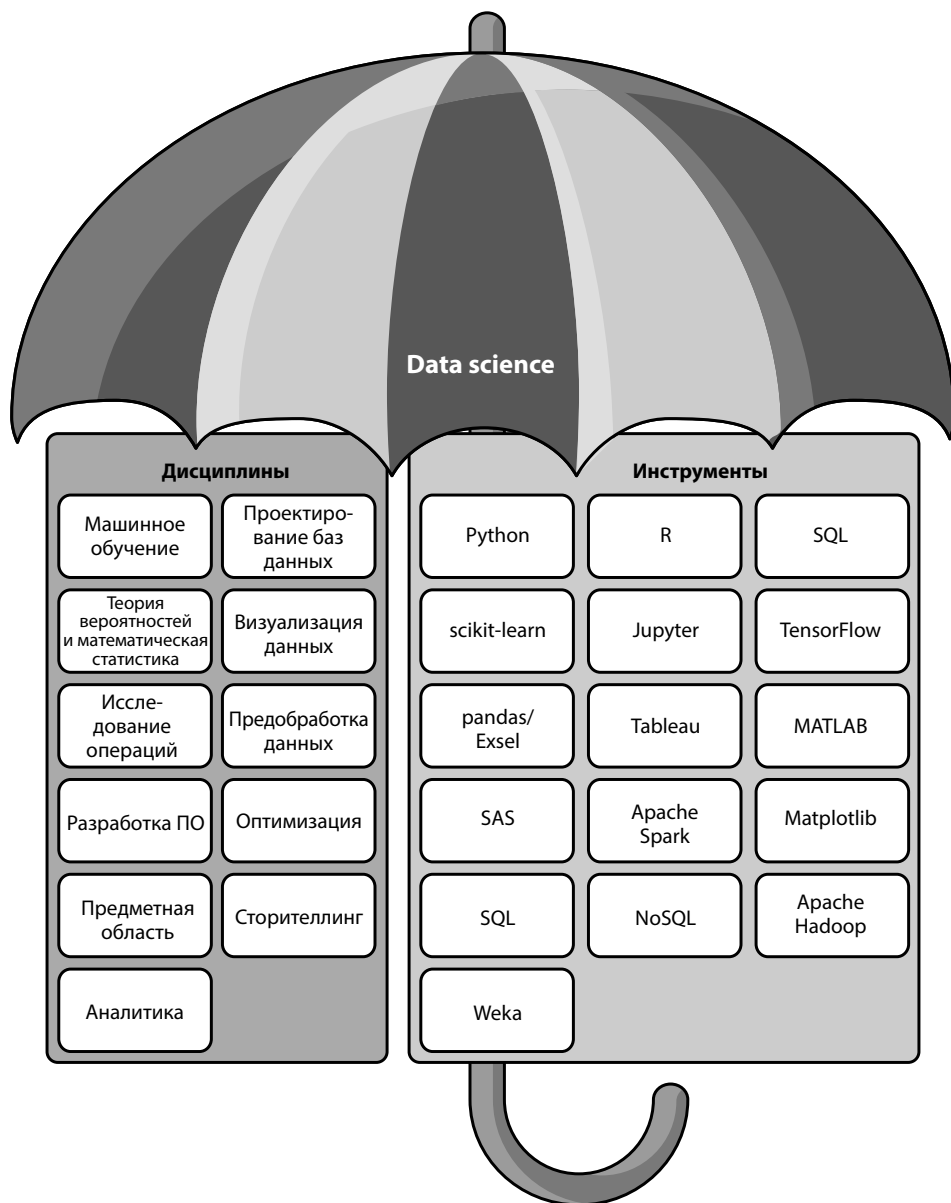 Data science
Дисциплины
Машинное
обучение
Проектиро-
вание баз
данных
Теория
вероятностей
и математическая
статистика
Визуализация
данных
Иссле-
дование
операций
Предобработка
данных
Разработка ПО
Оптимизация
Предметная
область
Сторителлинг
Аналитика
Инструменты
Python
R
SQL
scikit-learn
Jupyter
TensorFlow
pandas/
Exsel
Tableau
MATLAB
SAS
Apache
Spark
Matplotlib
SQL
NoSQL
Apache
Hadoop
Weka